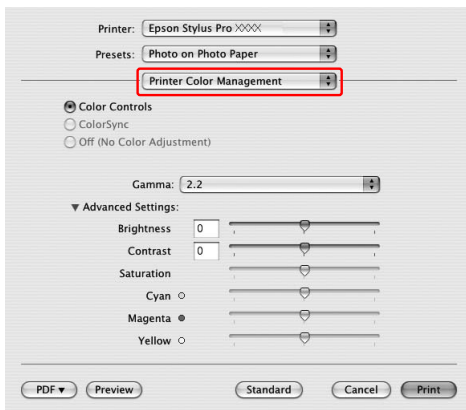 Printer: Epson Stylus Pro XXXX
Presets: Photo on Photo Paper
Printer Color Management
Color Controls
ColorSync
Off (No Color Adjustment)
Gamma: 2.2
Advanced Settings:
Brightness 0
Contrast 0
Saturation
Cyan
Magenta
Yellow
PDF Preview Standard Cancel Print